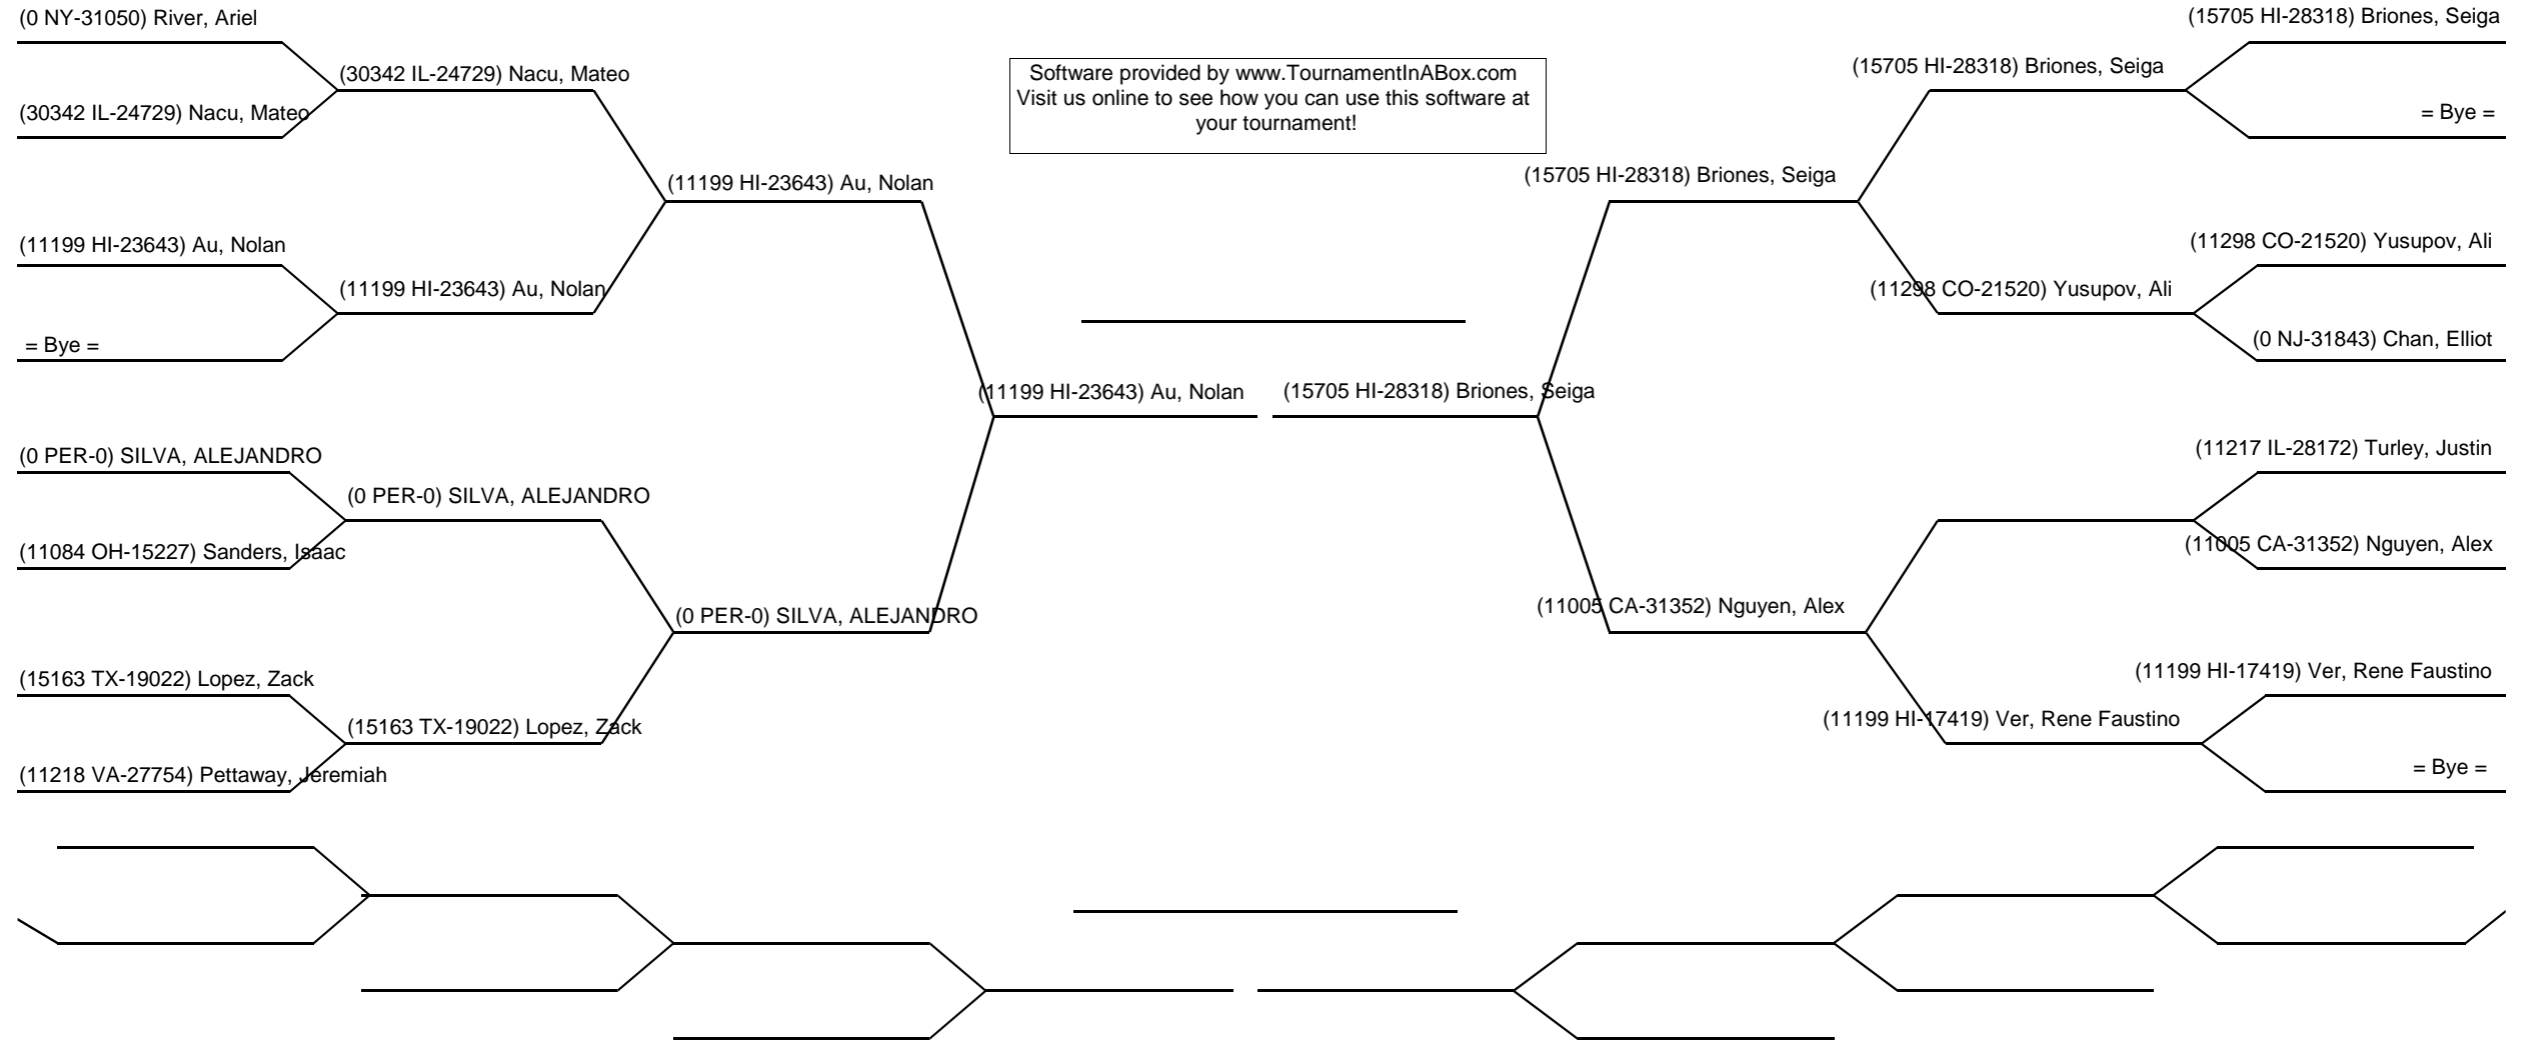 (0 NY-31050) River, Ariel
(30342 IL-24729) Nacu, Mateo
(11199 HI-23643) Au, Nolan
= Bye =
(0 PER-0) SILVA, ALEJANDRO
(11084 OH-15227) Sanders, Isaac
(15163 TX-19022) Lopez, Zack
(11218 VA-27754) Pettaway, Jeremiah
(30342 IL-24729) Nacu, Mateo
(11199 HI-23643) Au, Nolan
(0 PER-0) SILVA, ALEJANDRO
(15163 TX-19022) Lopez, Zack
(11199 HI-23643) Au, Nolan
(0 PER-0) SILVA, ALEJANDRO
(11199 HI-23643) Au, Nolan
Software provided by www.TournamentInABox.com
Visit us online to see how you can use this software at
your tournament!
(15705 HI-28318) Briones, Seiga
(15705 HI-28318) Briones, Seiga
(11005 CA-31352) Nguyen, Alex
(15705 HI-28318) Briones, Seiga
(11298 CO-21520) Yusupov, Ali
(11199 HI-17419) Ver, Rene Faustino
(15705 HI-28318) Briones, Seiga
= Bye =
(11298 CO-21520) Yusupov, Ali
(0 NJ-31843) Chan, Elliot
(11217 IL-28172) Turley, Justin
(11005 CA-31352) Nguyen, Alex
(11199 HI-17419) Ver, Rene Faustino
= Bye =